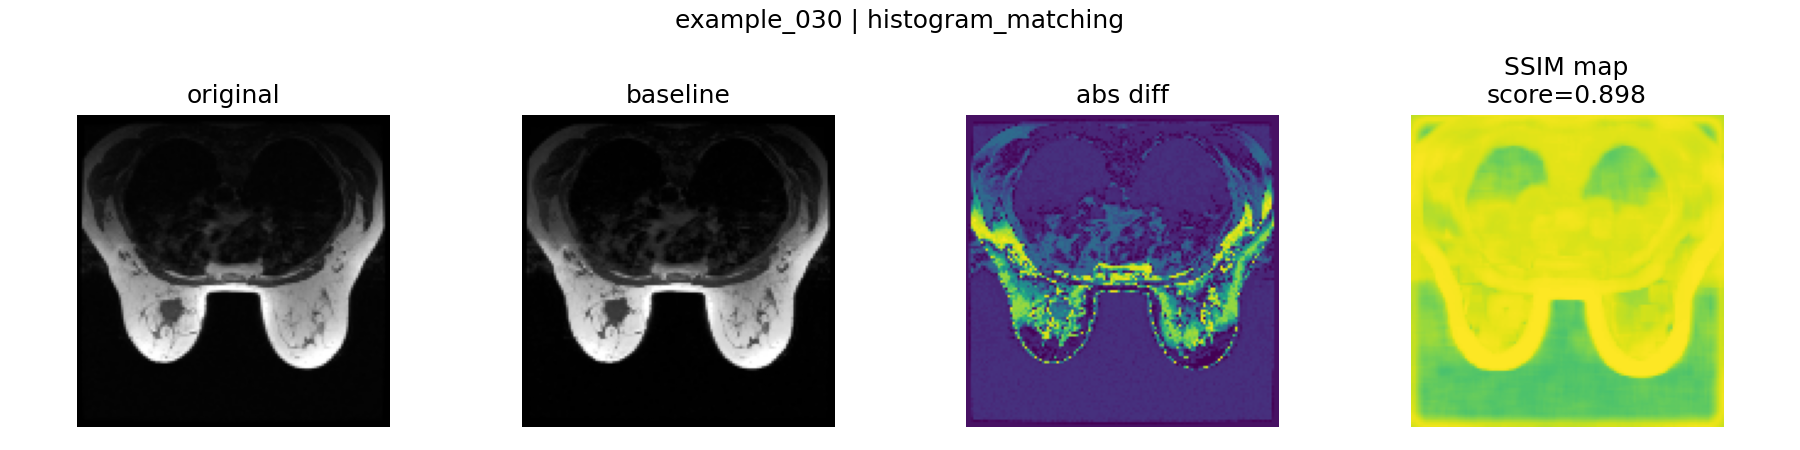 example_030 | histogram_matching
original
baseline
abs diff
SSIM map
score=0.898